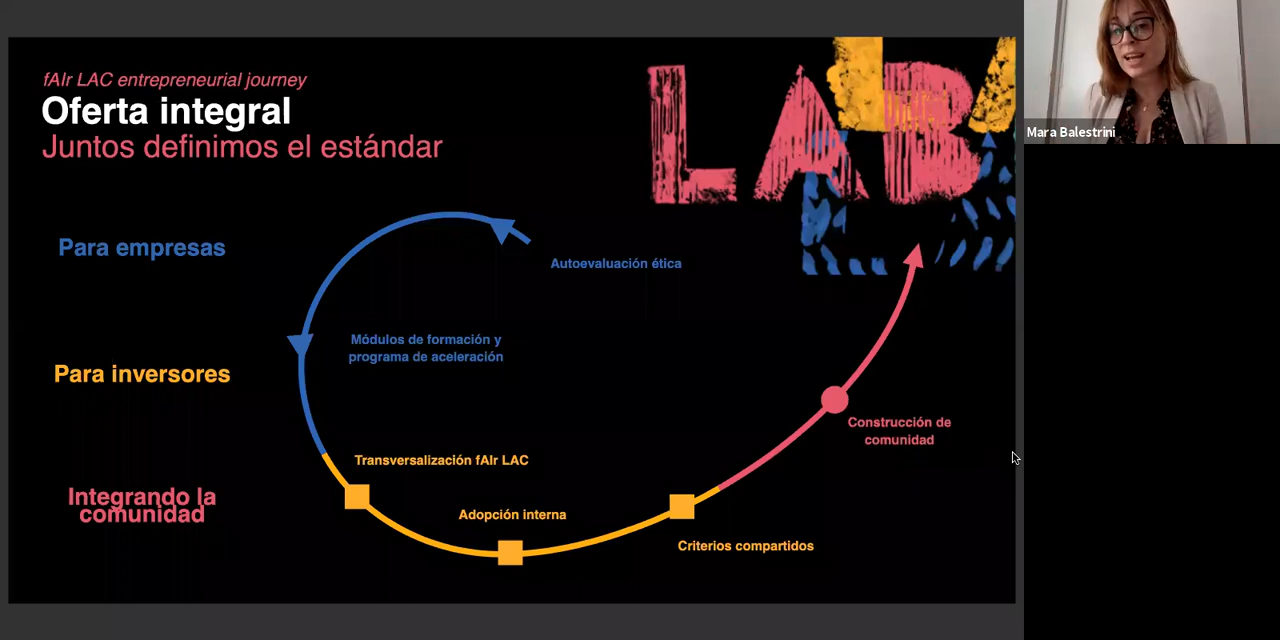 fAIr LAC entrepreneurial journey
Oferta integral
Juntos definimos el estándar
LAB
Mara Balestrini
Para empresas
Autoevaluación ética
Módulos de formación y
programa de aceleración
Para inversores
Construcción de
comunidad
Transversalización fAIr LAC
Integrando la
comunidad
Adopción interna
Criterios compartidos